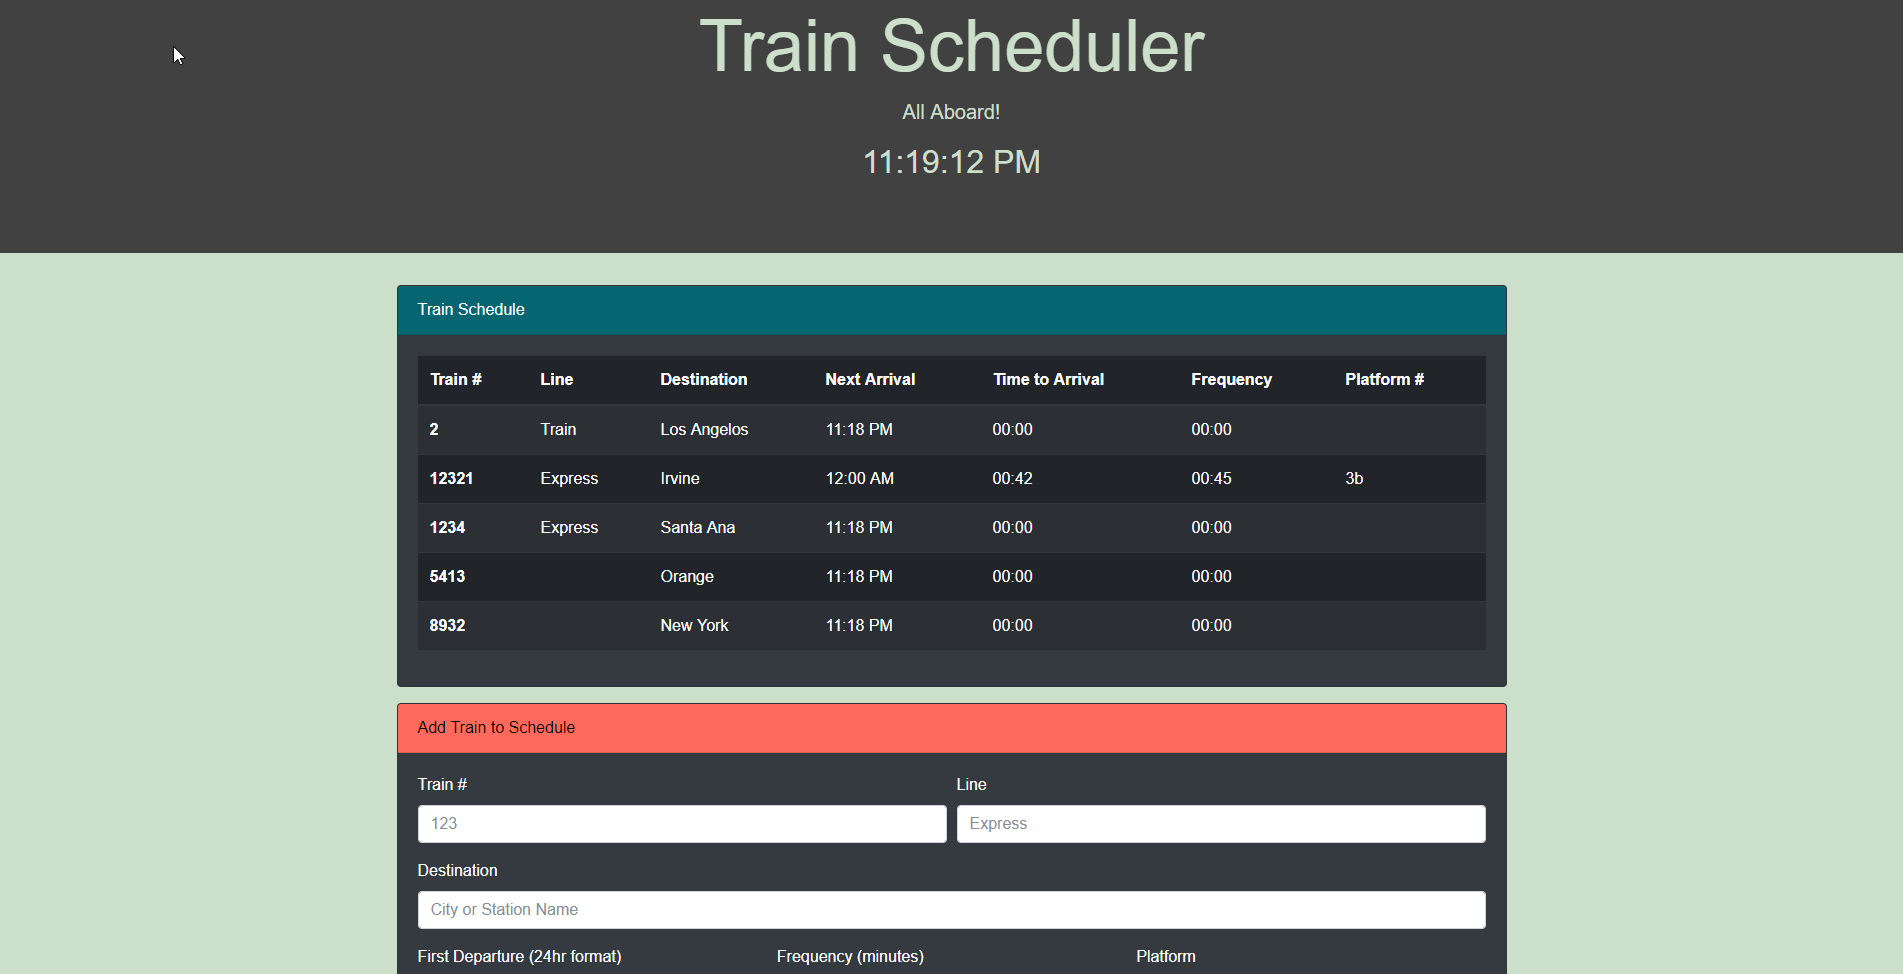 Train Scheduler
All Aboard!
11:19:12 PM
Train Schedule
Train # Line Destination Next Arrival Time to Arrival Frequency Platform #
2 Train Los Angelos 11:18 PM 00:00 00:00
12321 Express Irvine 12:00 AM 00:42 00:45 3b
1234 Express Santa Ana 11:18 PM 00:00 00:00
5413 Orange 11:18 PM 00:00 00:00
8932 New York 11:18 PM 00:00 00:00
Add Train to Schedule
Train # Line
123 Express
Destination
City or Station Name
First Departure (24hr format) Frequency (minutes) Platform